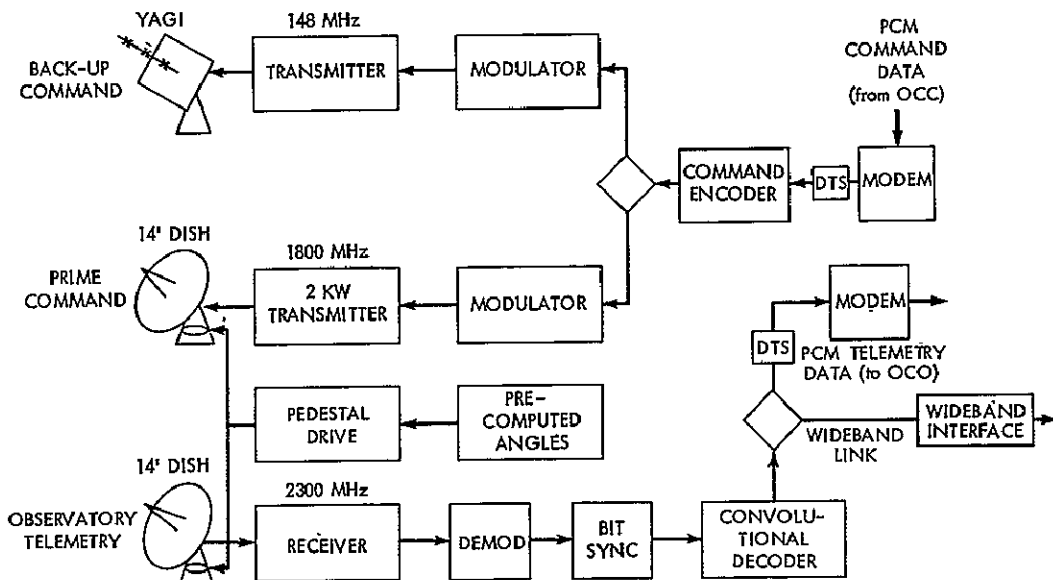 YAGI
BACK-UP
COMMAND
148 MHz
TRANSMITTER
MODULATOR
PCM
COMMAND
DATA
(from OCC)
COMMAND
ENCODER
DTS
MODEM
14' DISH
PRIME
COMMAND
1800 MHz
2 KW
TRANSMITTER
MODULATOR
MODEM
DTS
PCM TELEMETRY
DATA (to OCO)
PEDESTAL
DRIVE
PRE-
COMPUTED
ANGLES
WIDEBAND
LINK
WIDEBAND
INTERFACE
14' DISH
OBSERVATORY
TELEMETRY
2300 MHz
RECEIVER
DEMOD
BIT
SYNC
CONVOLU-
TIONAL
DECODER